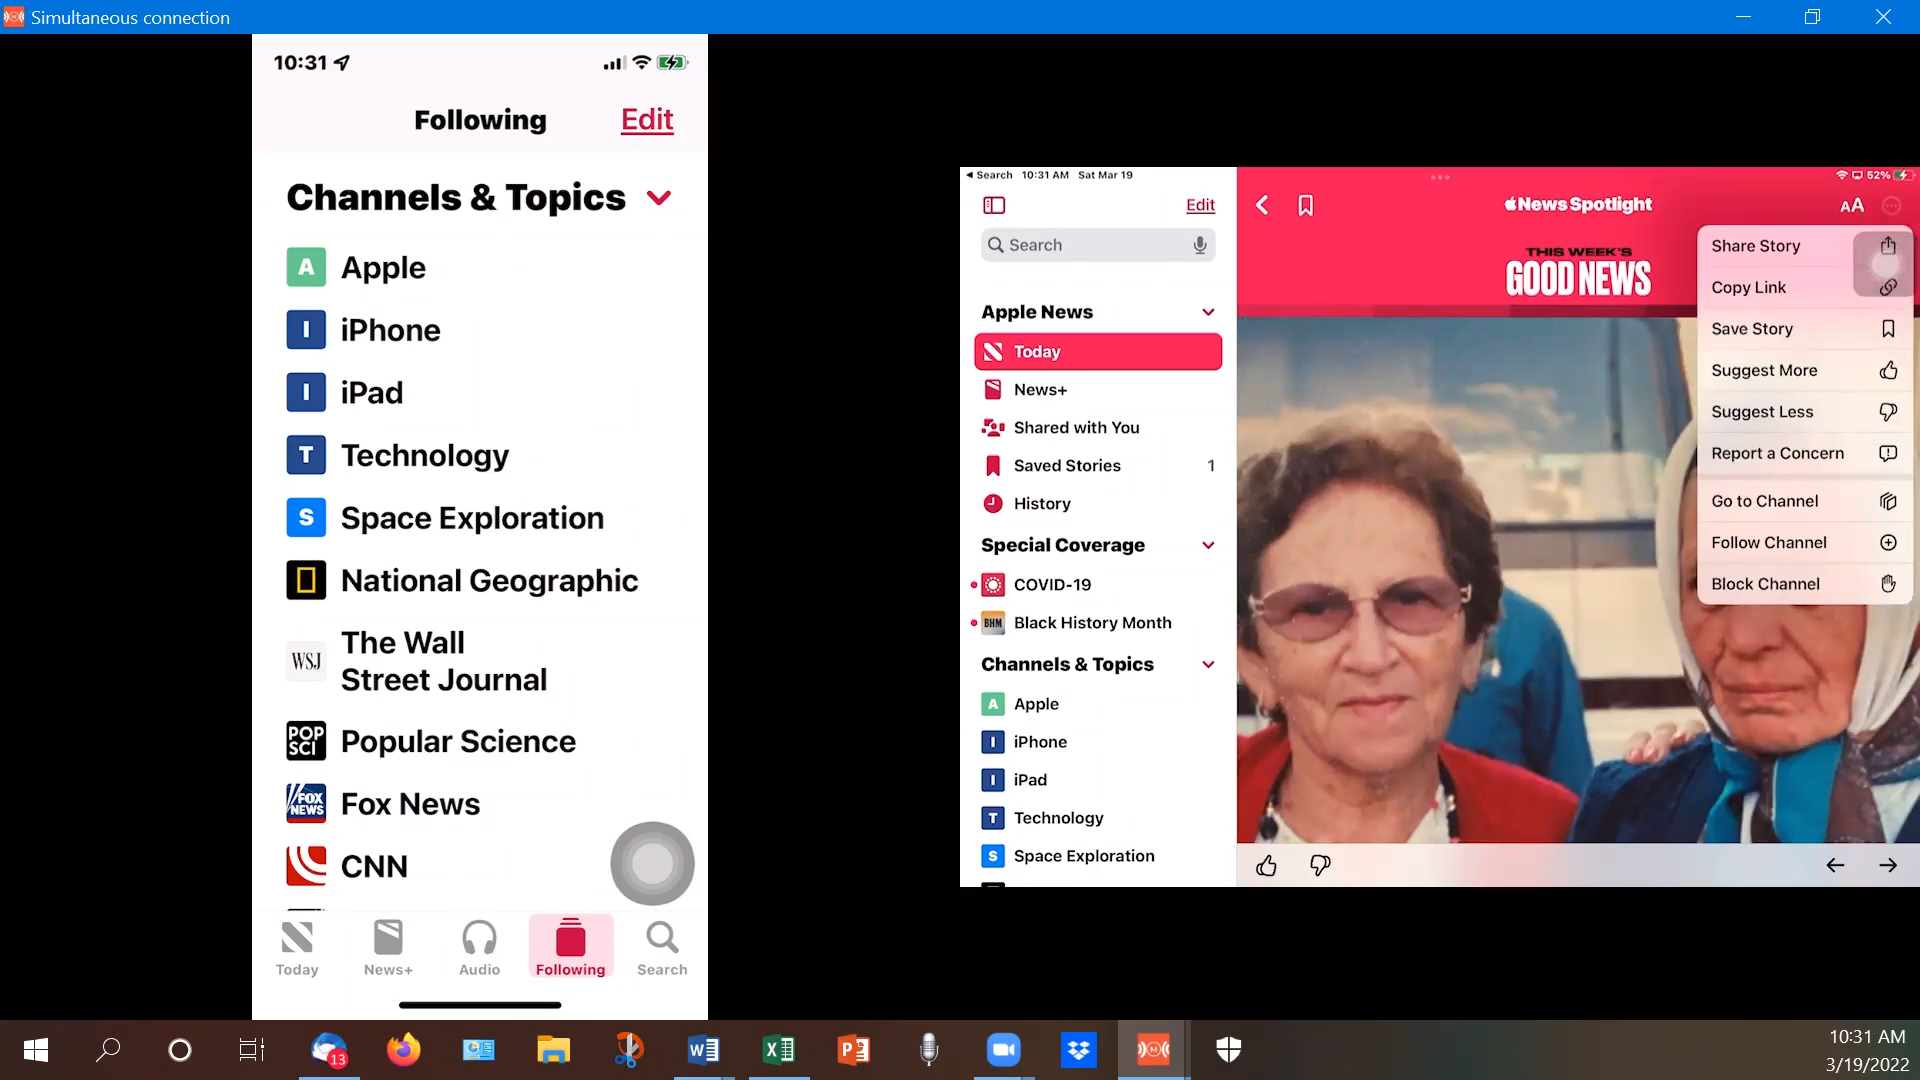 Simultaneous connection
10:31
Following
Edit
Channels & Topics
A Apple
I iPhone
I iPad
T Technology
S Space Exploration
National Geographic
WSJ The Wall
Street Journal
POP
SCI
Popular Science
FOX
NEWS
Fox News
CNN
Today
News+
Audio
Following
Search
Search 10:31 AM Sat Mar 19
Edit
Search
Apple News
Today
News+
Shared with You
Saved Stories 1
History
Special Coverage
COVID-19
BHM Black History Month
Channels & Topics
A Apple
I iPhone
I iPad
T Technology
S Space Exploration
52%
News Spotlight
AA
THIS WEEK'S
GOOD NEWS
Share Story
Copy Link
Save Story
Suggest More
Suggest Less
Report a Concern
Go to Channel
Follow Channel
Block Channel
13
10:31 AM
3/19/2022